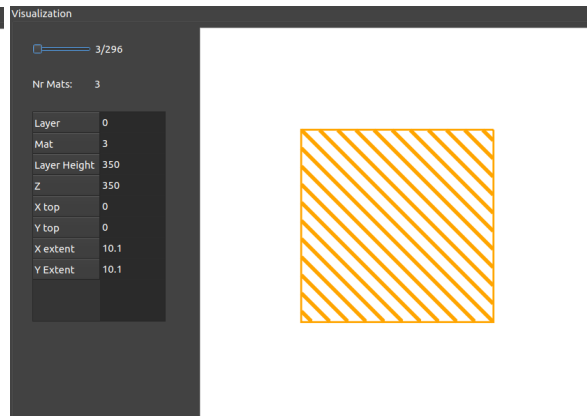 Visualization
3/296
Nr Mats: 3
Layer 0
Mat 3
Layer Height 350
Z 350
X top 0
Y top 0
X extent 10.1
Y Extent 10.1